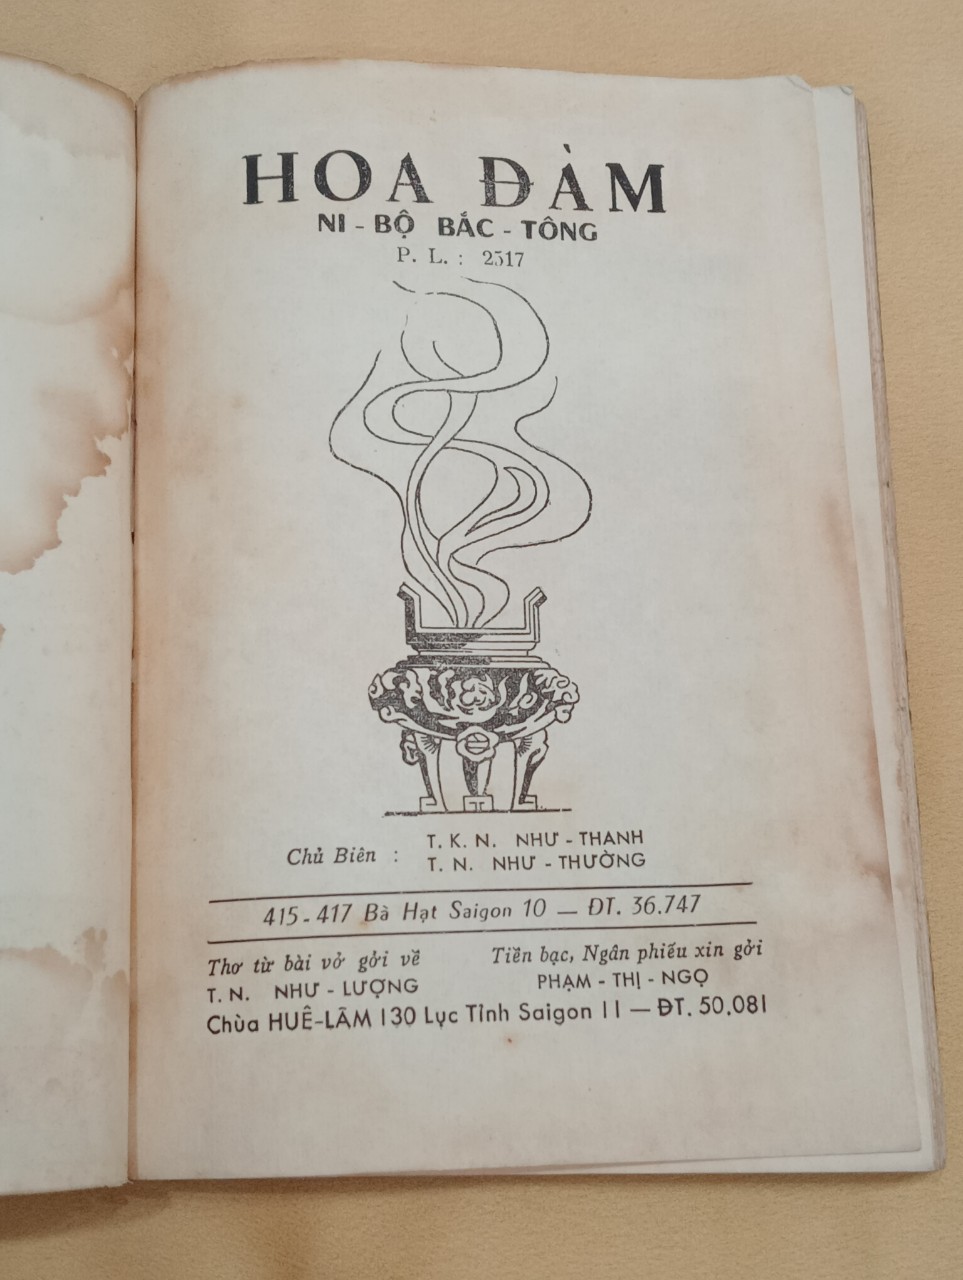 HOA ĐÀM
NI - BỘ BẮC - TÔNG
P. L. : 2517
Chủ Biên :
T. K. N. NHƯ - THANH
T. N. NHƯ - THƯỜNG
415-417 Bà Hạt Saigon 10 — ĐT. 36.747
Thơ từ bài vở gởi về
T. N. NHƯ - LƯỢNG
Tiền bạc, Ngân phiếu xin gởi
PHẠM - THỊ - NGỌ
Chùa HUÊ-LÂM 130 Lục Tỉnh Saigon 11 — ĐT. 50.081